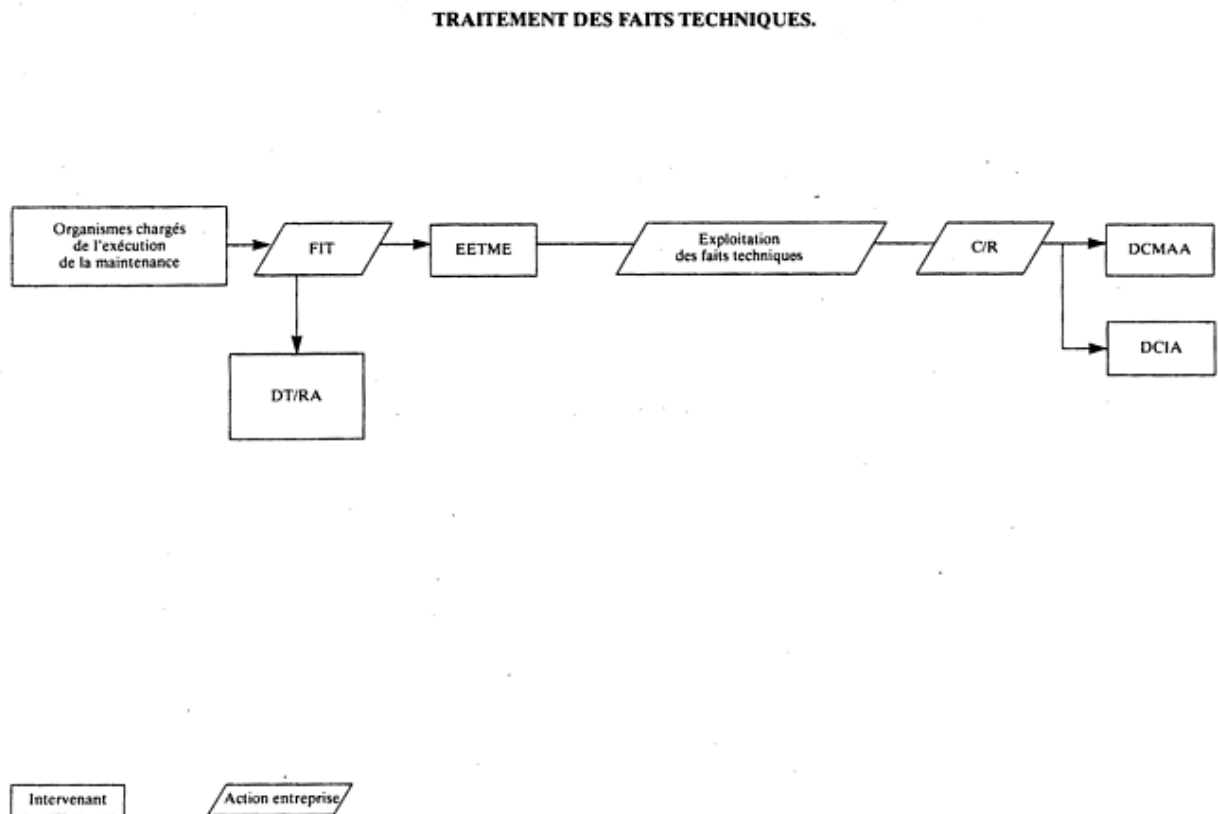 TRAITEMENT DES FAITS TECHNIQUES.
Organismes chargés
de l'exécution
de la maintenance
FIT
EETME
Exploitation
des faits techniques
C/R
DCMAA
DCIA
DT/RA
Intervenant
Action entreprise